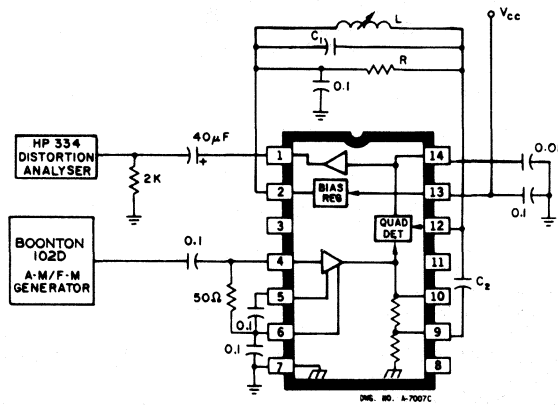 L
Vcc
C1
R
0.1
HP 334
DISTORTION
ANALYSER
40µF
+
2K
1
14
0.0
2
BIAS
REG
13
0.1
3
QUAD
DET
12
BOONTON
102D
A-M/F-M
GENERATOR
0.1
4
11
50Ω
5
10
C2
0.1
6
9
0.1
7
8
DWG. NO. A-7007C